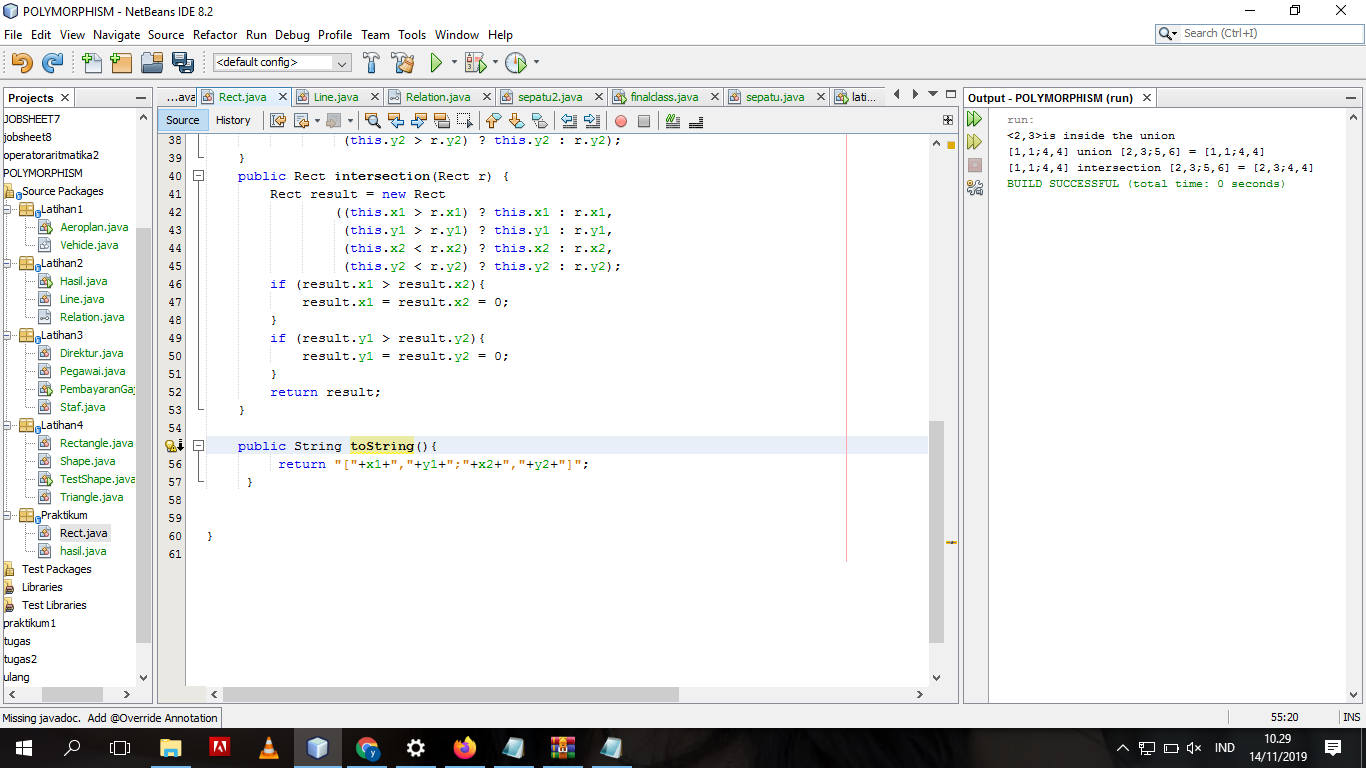 POLYMORPHISM - NetBeans IDE 8.2
File Edit View Navigate Source Refactor Run Debug Profile Team Tools Window Help
Search (Ctrl+I)
<default config>
Projects
JOBSHEET7
jobsheet8
operatoraritmatika2
POLYMORPHISM
Source Packages
Latihan1
Aeroplan.java
Vehicle.java
Latihan2
Hasil.java
Line.java
Relation.java
Latihan3
Direktur.java
Pegawai.java
PembayaranGaj
Staf.java
Latihan4
Rectangle.java
Shape.java
TestShape.java
Triangle.java
Praktikum
Rect.java
hasil.java
Test Packages
Libraries
Test Libraries
praktikum1
tugas
tugas2
ulang
...ava Rect.java Line.java Relation.java sepatu2.java finalclass.java sepatu.java lati...
Source History
38 (this.y2 > r.y2) ? this.y2 : r.y2);
39 }
40 public Rect intersection(Rect r) {
41 Rect result = new Rect
42 ((this.x1 > r.x1) ? this.x1 : r.x1,
43 (this.y1 > r.y1) ? this.y1 : r.y1,
44 (this.x2 < r.x2) ? this.x2 : r.x2,
45 (this.y2 < r.y2) ? this.y2 : r.y2);
46 if (result.x1 > result.x2){
47 result.x1 = result.x2 = 0;
48 }
49 if (result.y1 > result.y2){
50 result.y1 = result.y2 = 0;
51 }
52 return result;
53 }
54
public String toString(){
56 return "["+x1+","+y1+";"+x2+","+y2+"]";
57 }
58
59
60 }
61
Output - POLYMORPHISM (run)
run:
<2,3>is inside the union
[1,1;4,4] union [2,3;5,6] = [1,1;4,4]
[1,1;4,4] intersection [2,3;5,6] = [2,3;4,4]
BUILD SUCCESSFUL (total time: 0 seconds)
Missing javadoc. Add @Override Annotation
55:20 INS
IND
10.29
14/11/2019